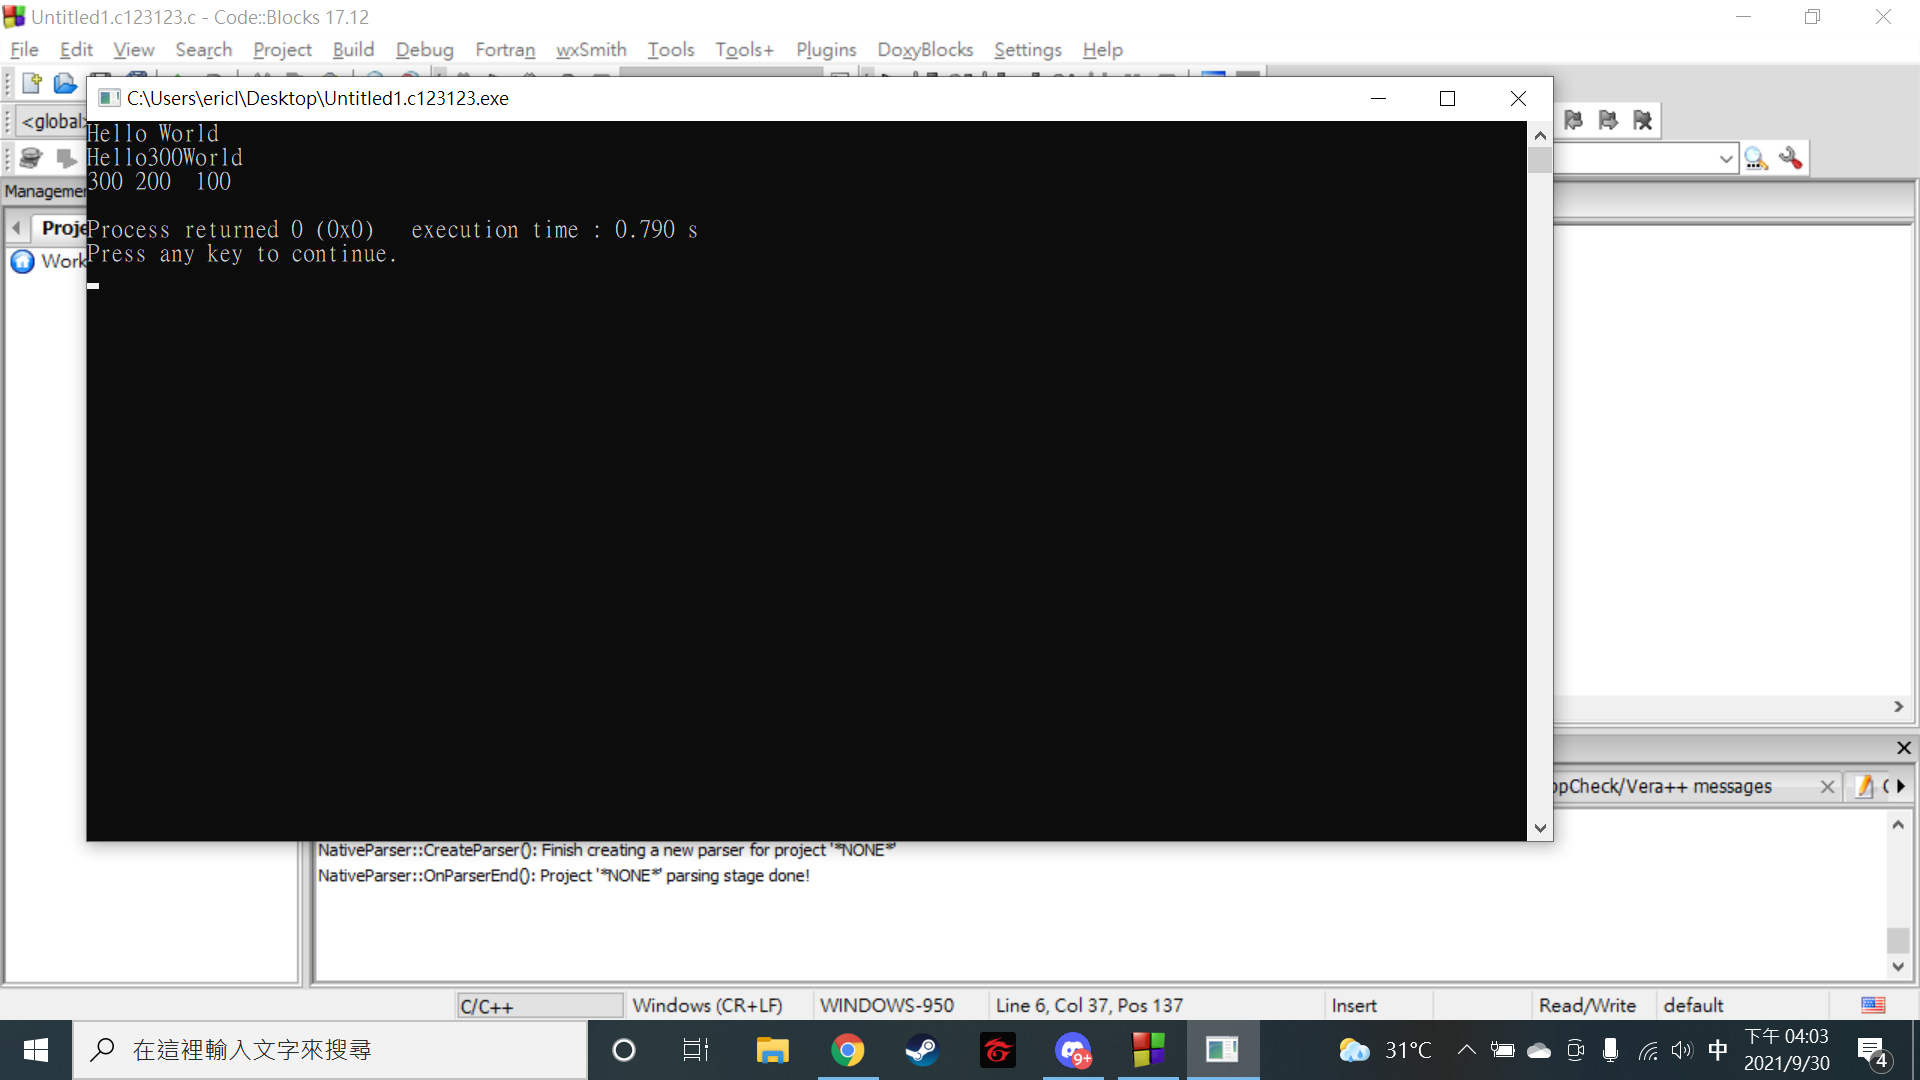 Untitled1.c123123.c - Code::Blocks 17.12
File Edit View Search Project Build Debug Fortran wxSmith Tools Tools+ Plugins DoxyBlocks Settings Help
C:\Users\ericl\Desktop\Untitled1.c123123.exe
<global>
Hello World
Hello300World
300 200  100
Process returned 0 (0x0)   execution time : 0.790 s
Press any key to continue.
Management
Proje
Work
ppCheck/Vera++ messages
NativeParser::CreateParser(): Finish creating a new parser for project '*NONE*'
NativeParser::OnParserEnd(): Project '*NONE*' parsing stage done!
C/C++ Windows (CR+LF) WINDOWS-950 Line 6, Col 37, Pos 137 Insert Read/Write default
在這裡輸入文字來搜尋
9+
31°C
中
下午 04:03
2021/9/30
4